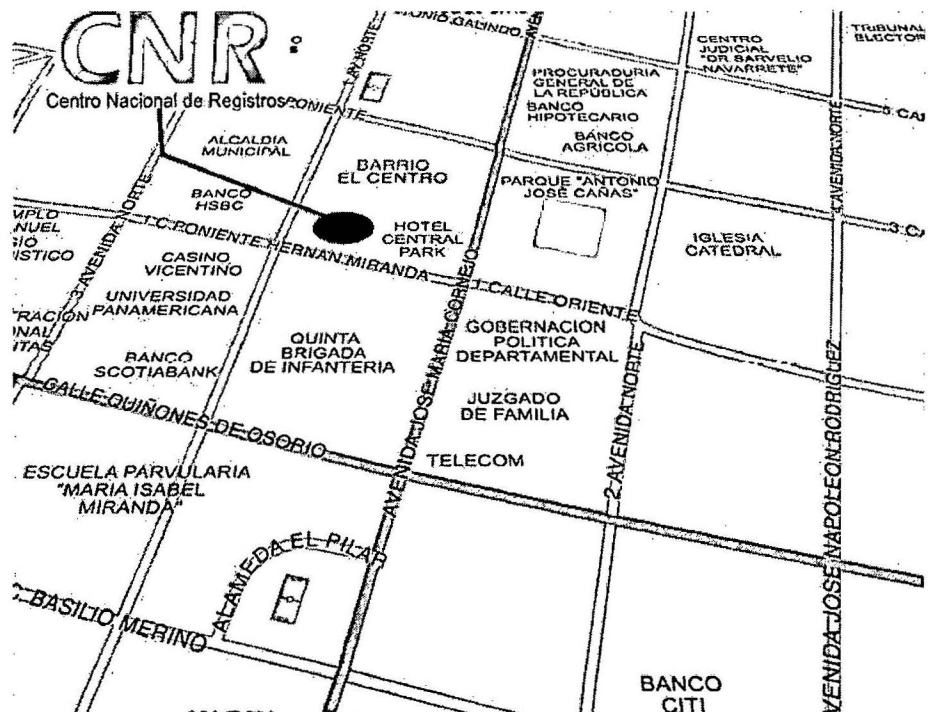 CNR
Centro Nacional de Registros
PONIENTE
ALCALDIA
MUNICIPAL
BARRIO
EL CENTRO
BANCO
HSBC
HOTEL
CENTRAL
PARK
1 C. PONIENTE HERNAN MIRANDA
3 AVENIDA NORTE
CASINO
VICENTINO
UNIVERSIDAD
PANAMERICANA
BANCO
SCOTIABANK
QUINTA
BRIGADA
DE INFANTERIA
CENTRO
JUDICIAL
"DR SARVELIO
NAVARRETE"
TRIBUNAL
PROCURADURIA
GENERAL DE
LA REPUBLICA
BANCO
HIPOTECARIO
BANCO
AGRICOLA
PARQUE "ANTONIO
JOSÉ CAÑAS"
IGLESIA
CATEDRAL
4 AVENIDA NORTE
1 CALLE ORIENTE
GOBERNACION
POLITICA
DEPARTAMENTAL
JUZGADO
DE FAMILIA
AVENIDA JOSE MARIA CORNEJO
2 AVENIDA NORTE
TELECOM
CALLE QUIÑONES DE OSORIO
ESCUELA PARVULARIA
"MARIA ISABEL
MIRANDA"
ALAMEDA EL PILAR
C BASILIO MERINO
VENIDA JOSE NAPOLEON RODRIGUEZ
BANCO
CITI